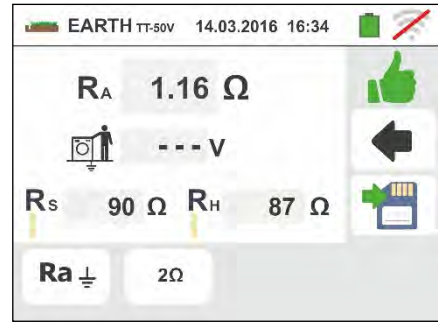 EARTH TT-50V 14.03.2016 16:34
RA 1.16 Ω
- - - V
RS 90 Ω RH 87 Ω
Ra ⏚ 2Ω